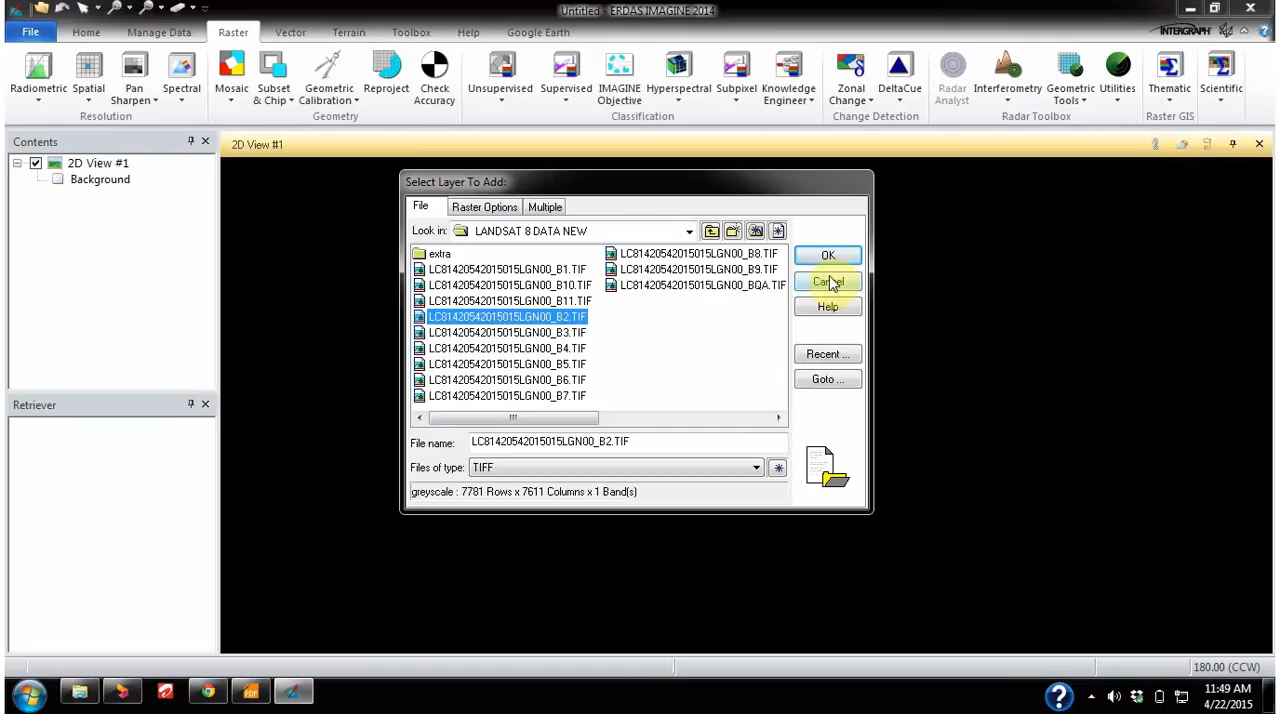 Untitled - ERDAS IMAGINE 2014
File Home Manage Data Raster Vector Terrain Toolbox Help Google Earth INTERGRAPH
Radiometric Spatial Pan Sharpen Spectral Mosaic Subset & Chip Geometric Calibration Reproject Check Accuracy Unsupervised Supervised IMAGINE Objective Hyperspectral Subpixel Knowledge Engineer Zonal Change DeltaCue Radar Analyst Interferometry Geometric Tools Utilities Thematic Scientific
Resolution Geometry Classification Change Detection Radar Toolbox Raster GIS
Contents
2D View #1
Background
Retriever
2D View #1
Select Layer To Add:
File Raster Options Multiple
Look in: LANDSAT 8 DATA NEW
extra
LC81420542015015LGN00_B1.TIF
LC81420542015015LGN00_B10.TIF
LC81420542015015LGN00_B11.TIF
LC81420542015015LGN00_B2.TIF
LC81420542015015LGN00_B3.TIF
LC81420542015015LGN00_B4.TIF
LC81420542015015LGN00_B5.TIF
LC81420542015015LGN00_B6.TIF
LC81420542015015LGN00_B7.TIF
LC81420542015015LGN00_B8.TIF
LC81420542015015LGN00_B9.TIF
LC81420542015015LGN00_BQA.TIF
OK
Cancel
Help
Recent ...
Goto ...
File name: LC81420542015015LGN00_B2.TIF
Files of type: TIFF
greyscale : 7781 Rows x 7611 Columns x 1 Band(s)
180.00 (CCW)
11:49 AM
4/22/2015